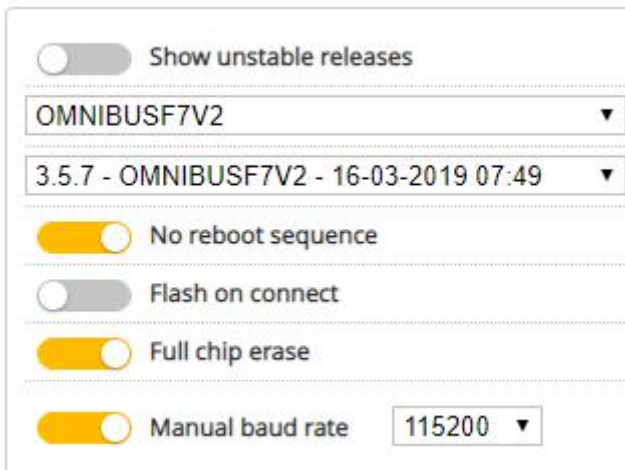 Show unstable releases
OMNIBUSF7V2
3.5.7 - OMNIBUSF7V2 - 16-03-2019 07:49
No reboot sequence
Flash on connect
Full chip erase
Manual baud rate 115200